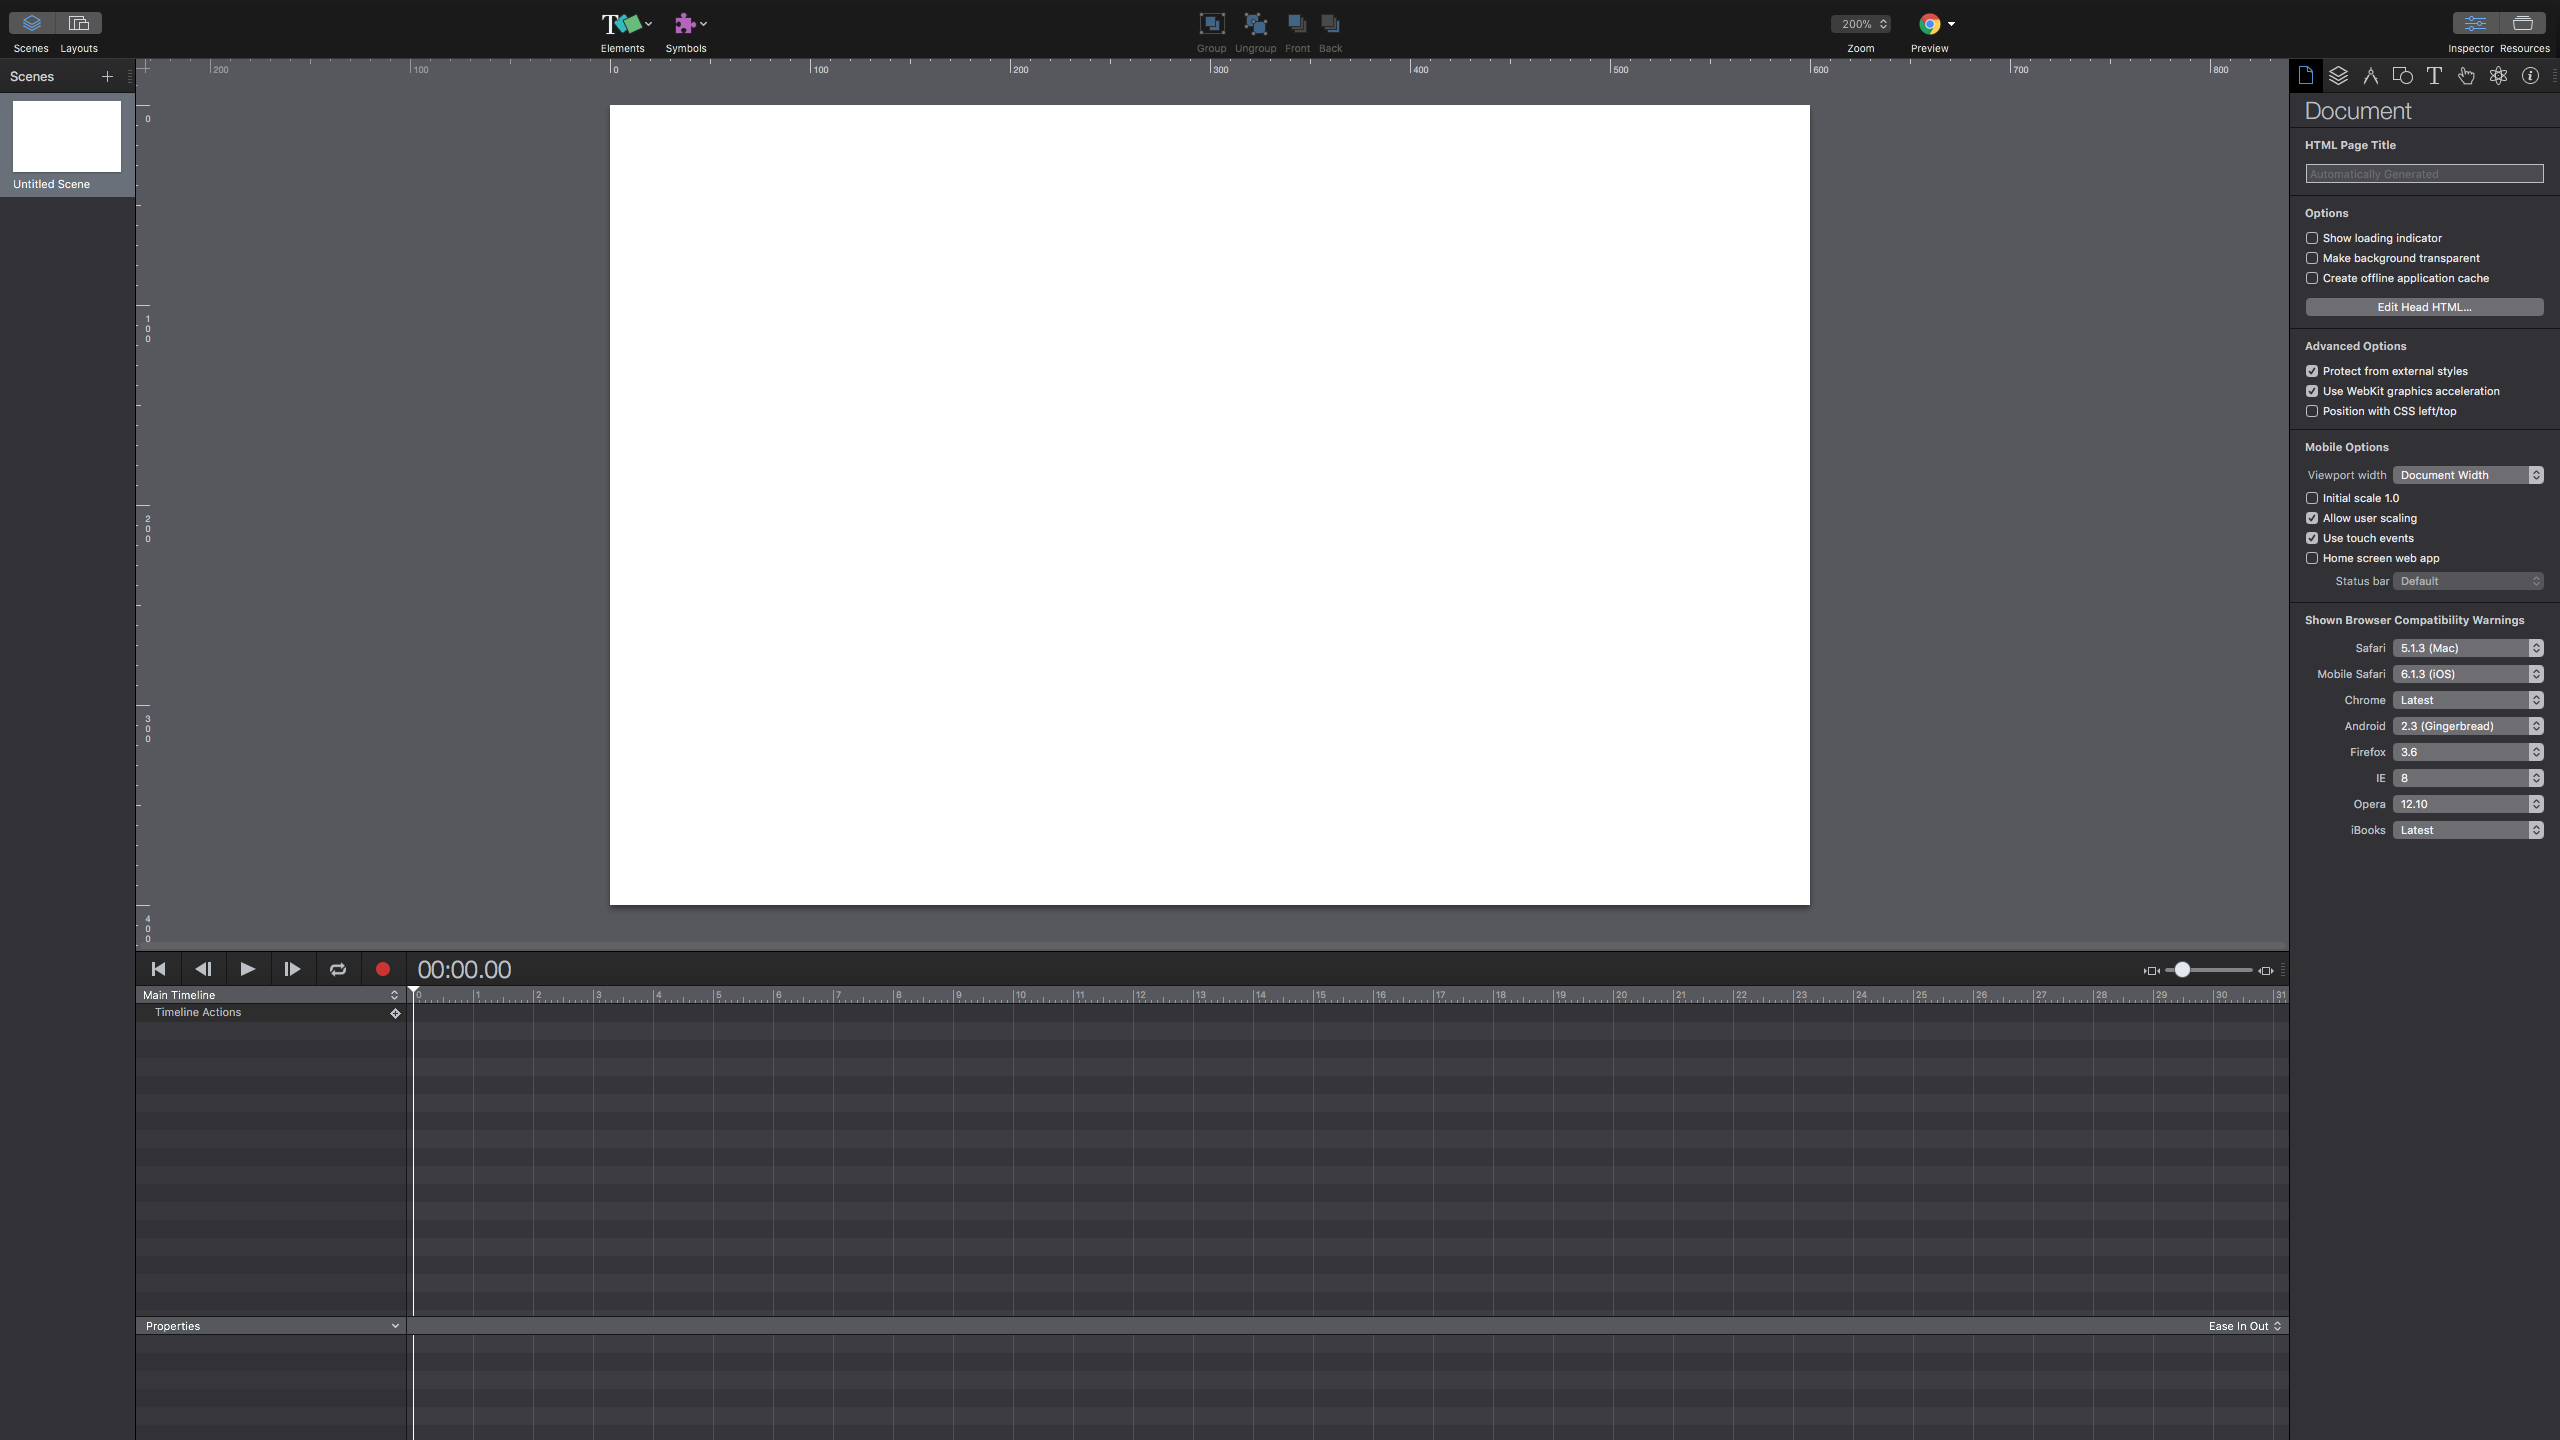 200%
Scenes
Layouts
Elements
Symbols
Group
Ungroup
Front
Back
Zoom
Preview
Inspector
Resources
Scenes
200
100
0
100
200
300
400
500
600
700
800
Untitled Scene
0
100
200
300
400
Document
HTML Page Title
Automatically Generated
Options
Show loading indicator
Make background transparent
Create offline application cache
Edit Head HTML...
Advanced Options
Protect from external styles
Use WebKit graphics acceleration
Position with CSS left/top
Mobile Options
Viewport width Document Width
Initial scale 1.0
Allow user scaling
Use touch events
Home screen web app
Status bar Default
Shown Browser Compatibility Warnings
Safari 5.1.3 (Mac)
Mobile Safari 6.1.3 (iOS)
Chrome Latest
Android 2.3 (Gingerbread)
Firefox 3.6
IE 8
Opera 12.10
iBooks Latest
00:00.00
Main Timeline
0 1 2 3 4 5 6 7 8 9 10 11 12 13 14 15 16 17 18 19 20 21 22 23 24 25 26 27 28 29 30 31
Timeline Actions
Properties
Ease In Out